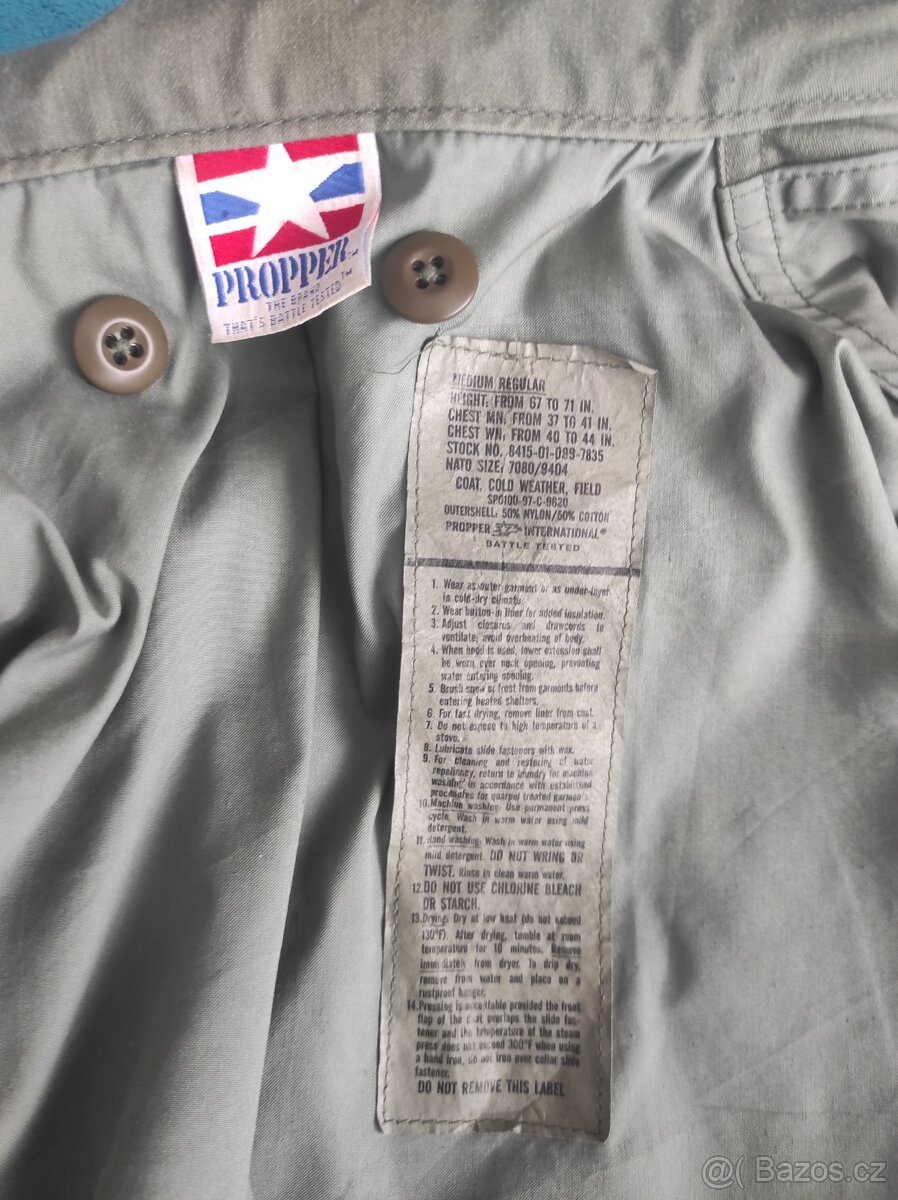 PROPPER™
THE BRAND
THAT'S BATTLE TESTED™
MEDIUM REGULAR
HEIGHT: FROM 67 TO 71 IN.
CHEST MN: FROM 37 TO 41 IN.
CHEST WN: FROM 40 TO 44 IN.
STOCK NO. 8415-01-099-7835
NATO SIZE: 7080/9404
COAT, COLD WEATHER, FIELD
SPO100-97-C-9620
OUTERSHELL: 50% NYLON/50% COTTON
PROPPER INTERNATIONAL®
BATTLE TESTED
1. Wear as outer garment or as under-layer
in cold-dry climate.
2. Wear button-in liner for added insulation.
3. Adjust closures and drawcords to
ventilate, avoid overheating of body.
4. When hood is used, lower extension shall
be worn over neck opening, preventing
water entering opening.
5. Brush snow or frost from garments before
entering heated shelters.
6. For fast drying, remove liner from coat.
7. Do not expose to high temperature of a
stove.
8. Lubricate slide fasteners with wax.
9. For cleaning and restoring of water
repellency, return to laundry for machine
washing in accordance with established
procedures for quarpel treated garments.
10. Machine washing: Use permanent press
cycle. Wash in warm water using mild
detergent.
11. Hand washing: Wash in warm water using
mild detergent. DO NOT WRING OR
TWIST. Rinse in clean warm water.
12. DO NOT USE CHLORINE BLEACH
OR STARCH.
13. Drying: Dry at low heat (do not exceed
130°F). After drying, tumble at room
temperature for 10 minutes. Remove
immediately from dryer. To drip dry,
remove from water and place on a
rustproof hanger.
14. Pressing is acceptable provided the front
flap of the coat overlaps the slide fas-
tener and the temperature of the steam
press does not exceed 300°F when using
a hand iron, do not iron over collar slide
fastener.
DO NOT REMOVE THIS LABEL
@( Bazos.cz